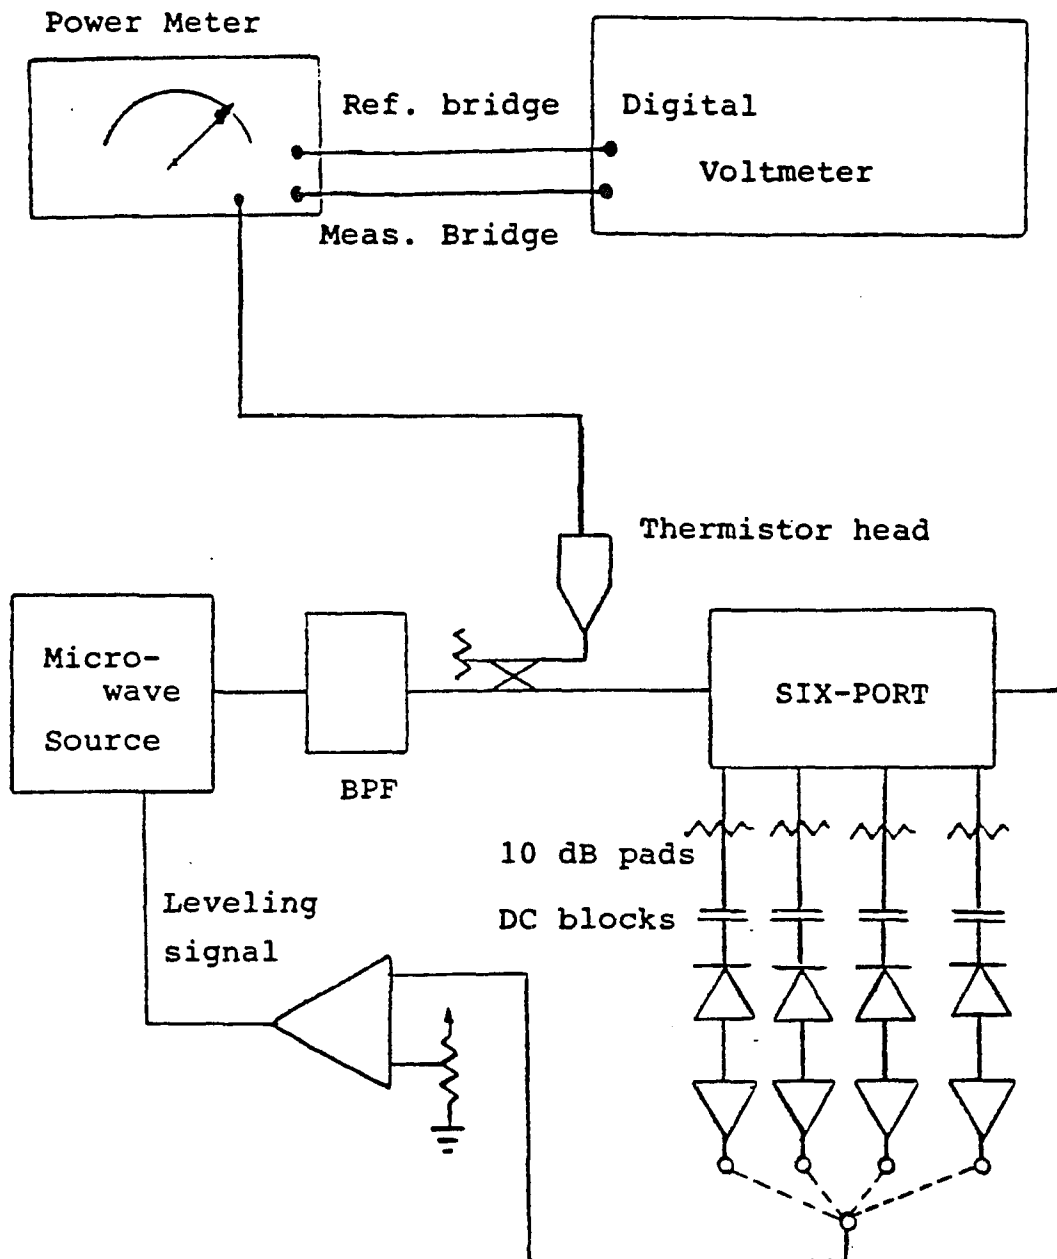 Power Meter
Ref. bridge
Digital
Voltmeter
Meas. Bridge
Thermistor head
Micro-
wave
Source
BPF
SIX-PORT
10 dB pads
DC blocks
Leveling
signal